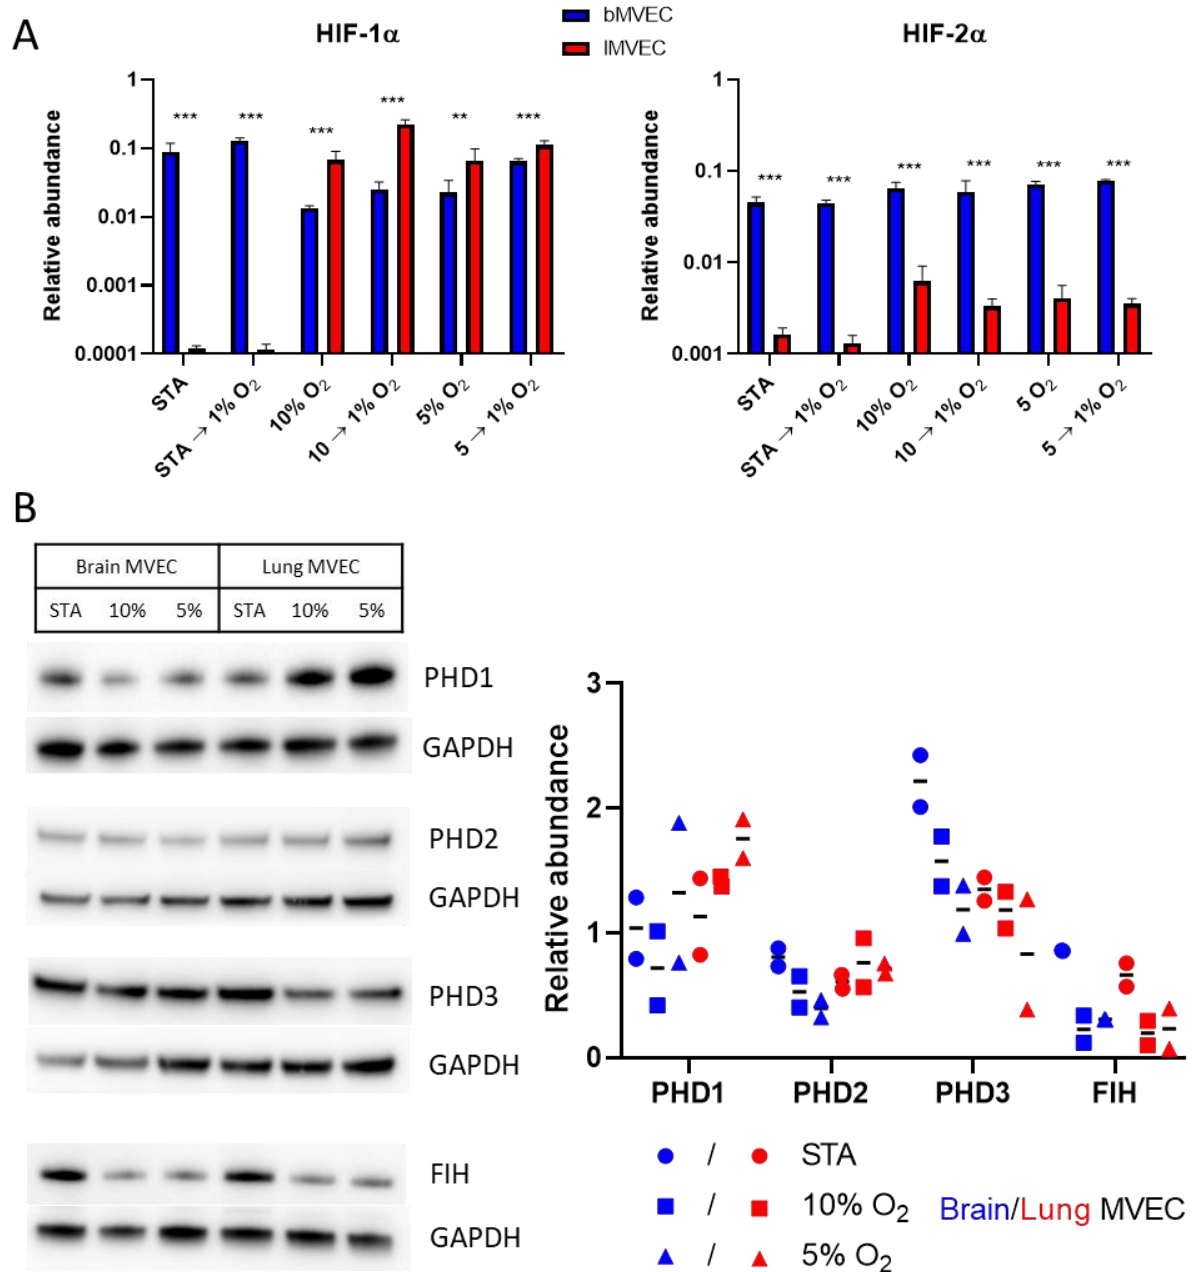 A
HIF-1α
bMVEC
lMVEC
HIF-2α
Relative abundance
1
0.1
0.01
0.001
0.0001
***
***
***
***
**
***
STA
STA → 1% O₂
10% O₂
10 → 1% O₂
5% O₂
5 → 1% O₂
Relative abundance
1
0.1
0.01
0.001
***
***
***
***
***
***
STA
STA → 1% O₂
10% O₂
10 → 1% O₂
5 O₂
5 → 1% O₂
B
Brain MVEC Lung MVEC
STA 10% 5% STA 10% 5%
PHD1
GAPDH
PHD2
GAPDH
PHD3
GAPDH
FIH
GAPDH
Relative abundance
3
2
1
0
PHD1 PHD2 PHD3 FIH
/ STA
/ 10% O₂
/ 5% O₂
Brain/Lung MVEC